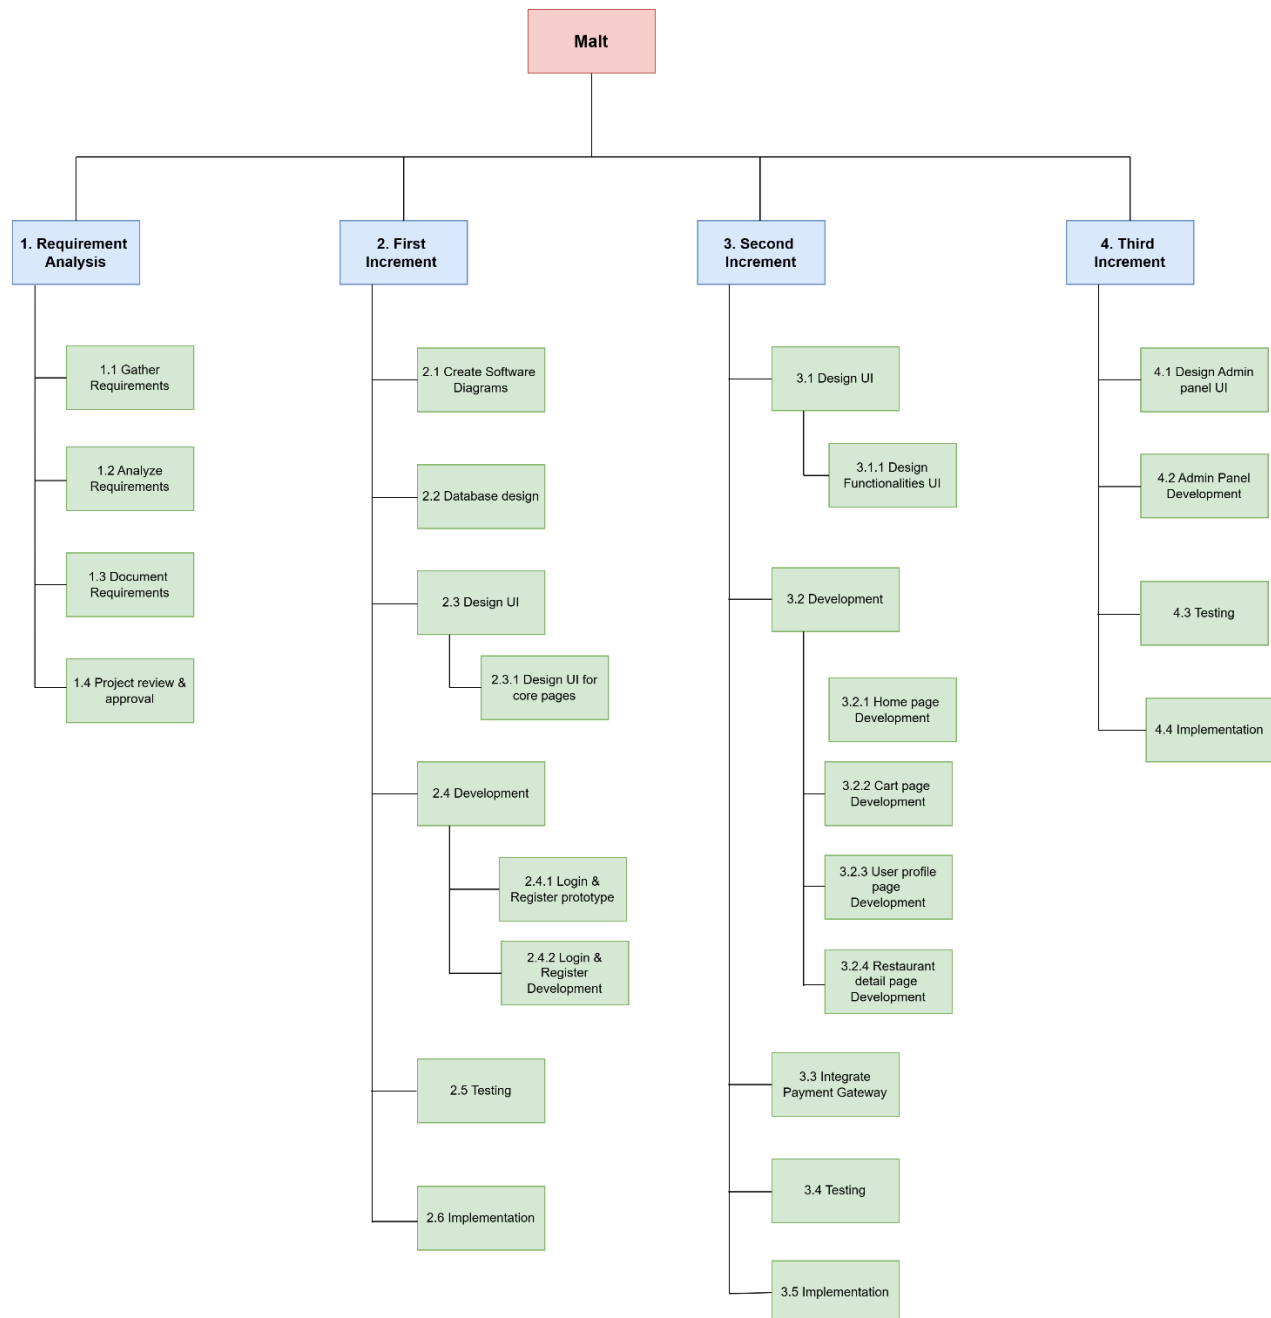 Malt
1. Requirement
Analysis
1.1 Gather
Requirements
1.2 Analyze
Requirements
1.3 Document
Requirements
1.4 Project review &
approval
2. First
Increment
2.1 Create Software
Diagrams
2.2 Database design
2.3 Design UI
2.3.1 Design UI for
core pages
2.4 Development
2.4.1 Login &
Register prototype
2.4.2 Login &
Register
Development
2.5 Testing
2.6 Implementation
3. Second
Increment
3.1 Design UI
3.1.1 Design
Functionalities UI
3.2 Development
3.2.1 Home page
Development
3.2.2 Cart page
Development
3.2.3 User profile
page
Development
3.2.4 Restaurant
detail page
Development
3.3 Integrate
Payment Gateway
3.4 Testing
3.5 Implementation
4. Third
Increment
4.1 Design Admin
panel UI
4.2 Admin Panel
Development
4.3 Testing
4.4 Implementation